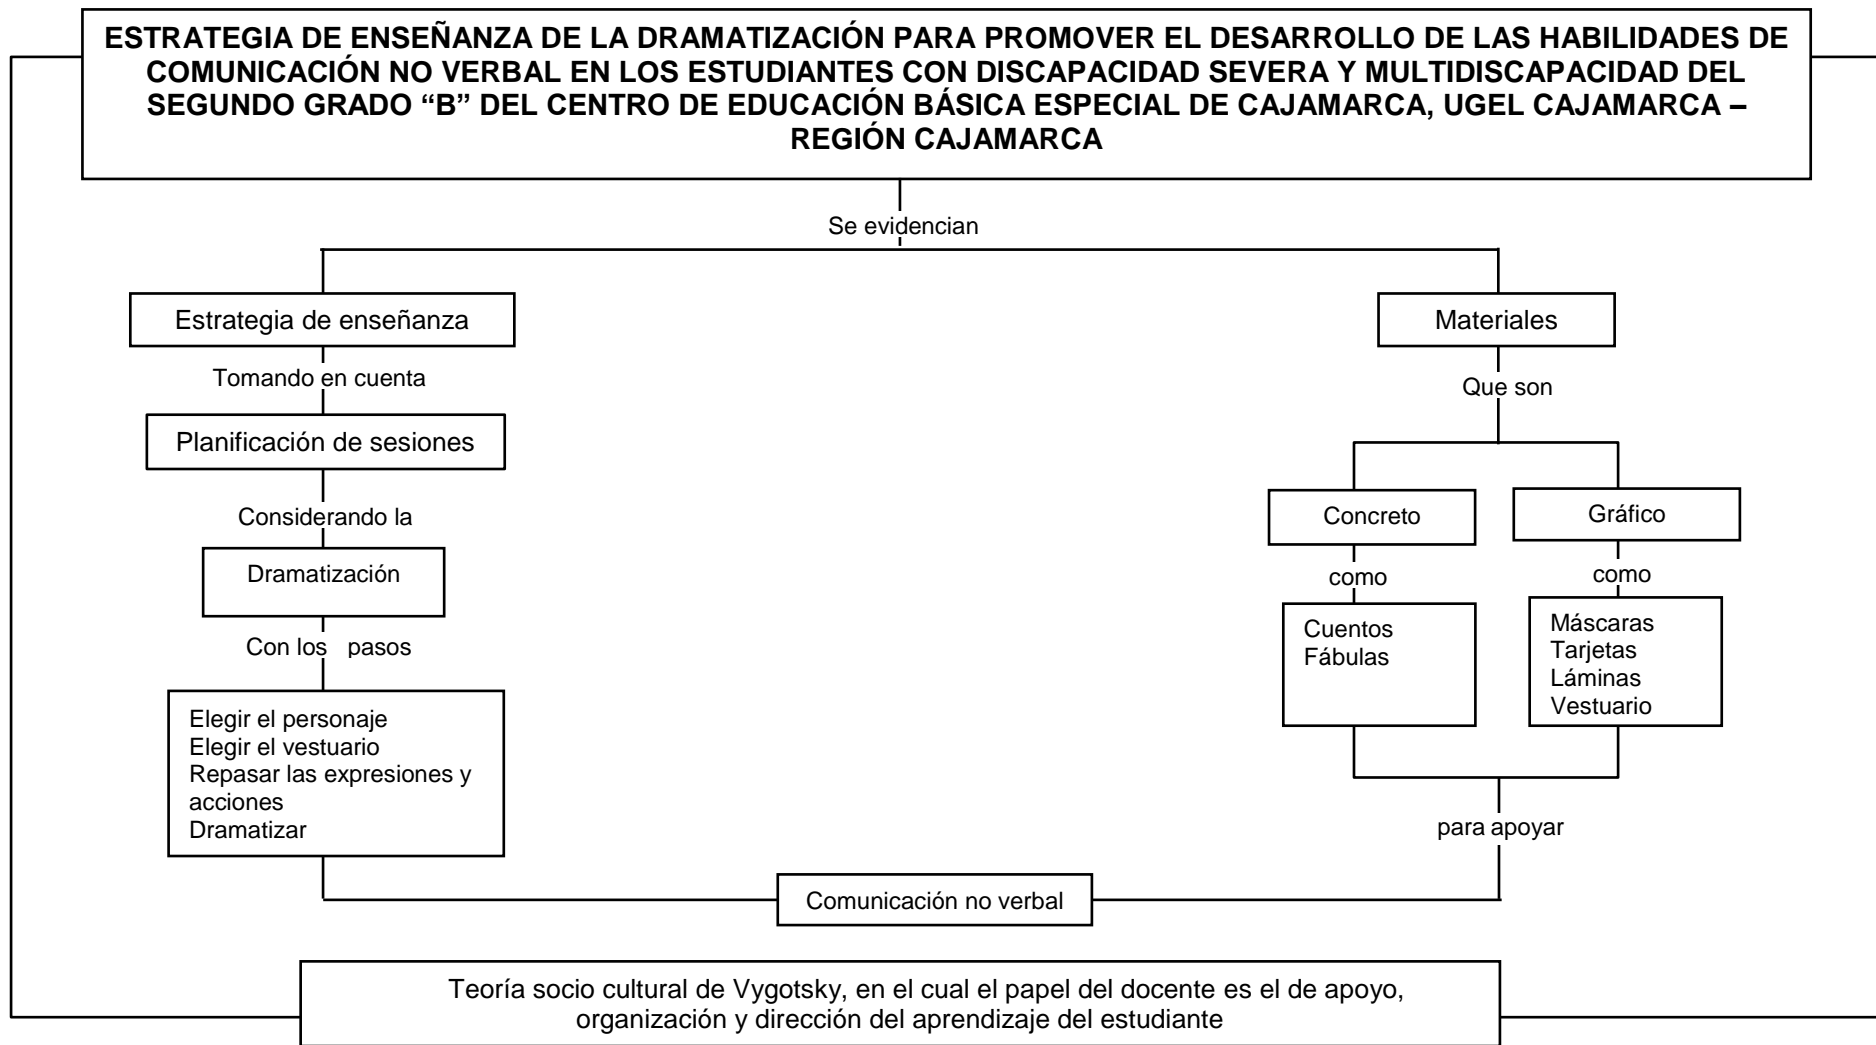 ESTRATEGIA DE ENSEÑANZA DE LA DRAMATIZACIÓN PARA PROMOVER EL DESARROLLO DE LAS HABILIDADES DE
COMUNICACIÓN NO VERBAL EN LOS ESTUDIANTES CON DISCAPACIDAD SEVERA Y MULTIDISCAPACIDAD DEL
SEGUNDO GRADO “B” DEL CENTRO DE EDUCACIÓN BÁSICA ESPECIAL DE CAJAMARCA, UGEL CAJAMARCA –
REGIÓN CAJAMARCA
Se evidencian
Estrategia de enseñanza
Tomando en cuenta
Planificación de sesiones
Considerando la
Dramatización
Con los pasos
Elegir el personaje
Elegir el vestuario
Repasar las expresiones y
acciones
Dramatizar
Materiales
Que son
Concreto
como
Cuentos
Fábulas
Gráfico
como
Máscaras
Tarjetas
Láminas
Vestuario
para apoyar
Comunicación no verbal
Teoría socio cultural de Vygotsky, en el cual el papel del docente es el de apoyo,
organización y dirección del aprendizaje del estudiante